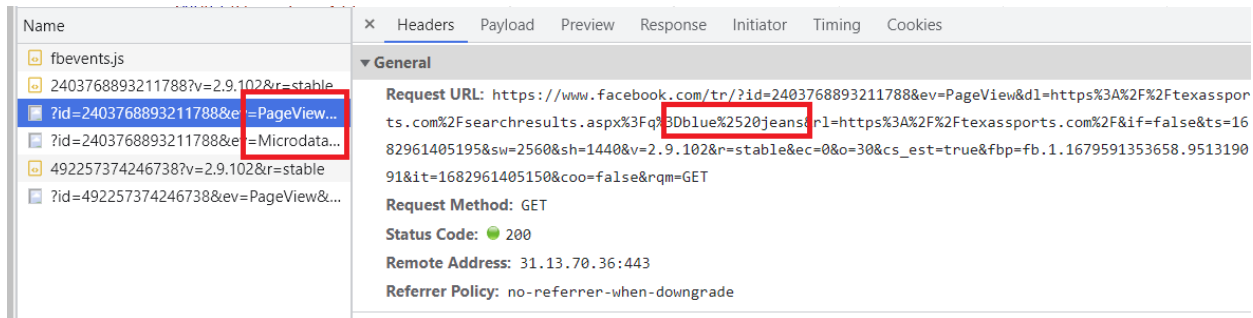 Name
× Headers Payload Preview Response Initiator Timing Cookies
fbevents.js
▼ General
2403768893211788?v=2.9.102&r=stable
Request URL: https://www.facebook.com/tr/?id=2403768893211788&ev=PageView&dl=https%3A%2F%2Ftexasspor
?id=2403768893211788&ev=PageView...
ts.com%2Fsearchresults.aspx%3Fq%3Dblue%2520jeans&rl=https%3A%2F%2Ftexassports.com%2F&if=false&ts=16
?id=2403768893211788&ev=Microdata...
82961405195&sw=2560&sh=1440&v=2.9.102&r=stable&ec=0&o=30&cs_est=true&fbp=fb.1.1679591353658.9513190
492257374246738?v=2.9.102&r=stable
91&it=1682961405150&coo=false&rqm=GET
?id=492257374246738&ev=PageView&...
Request Method: GET
Status Code: 200
Remote Address: 31.13.70.36:443
Referrer Policy: no-referrer-when-downgrade